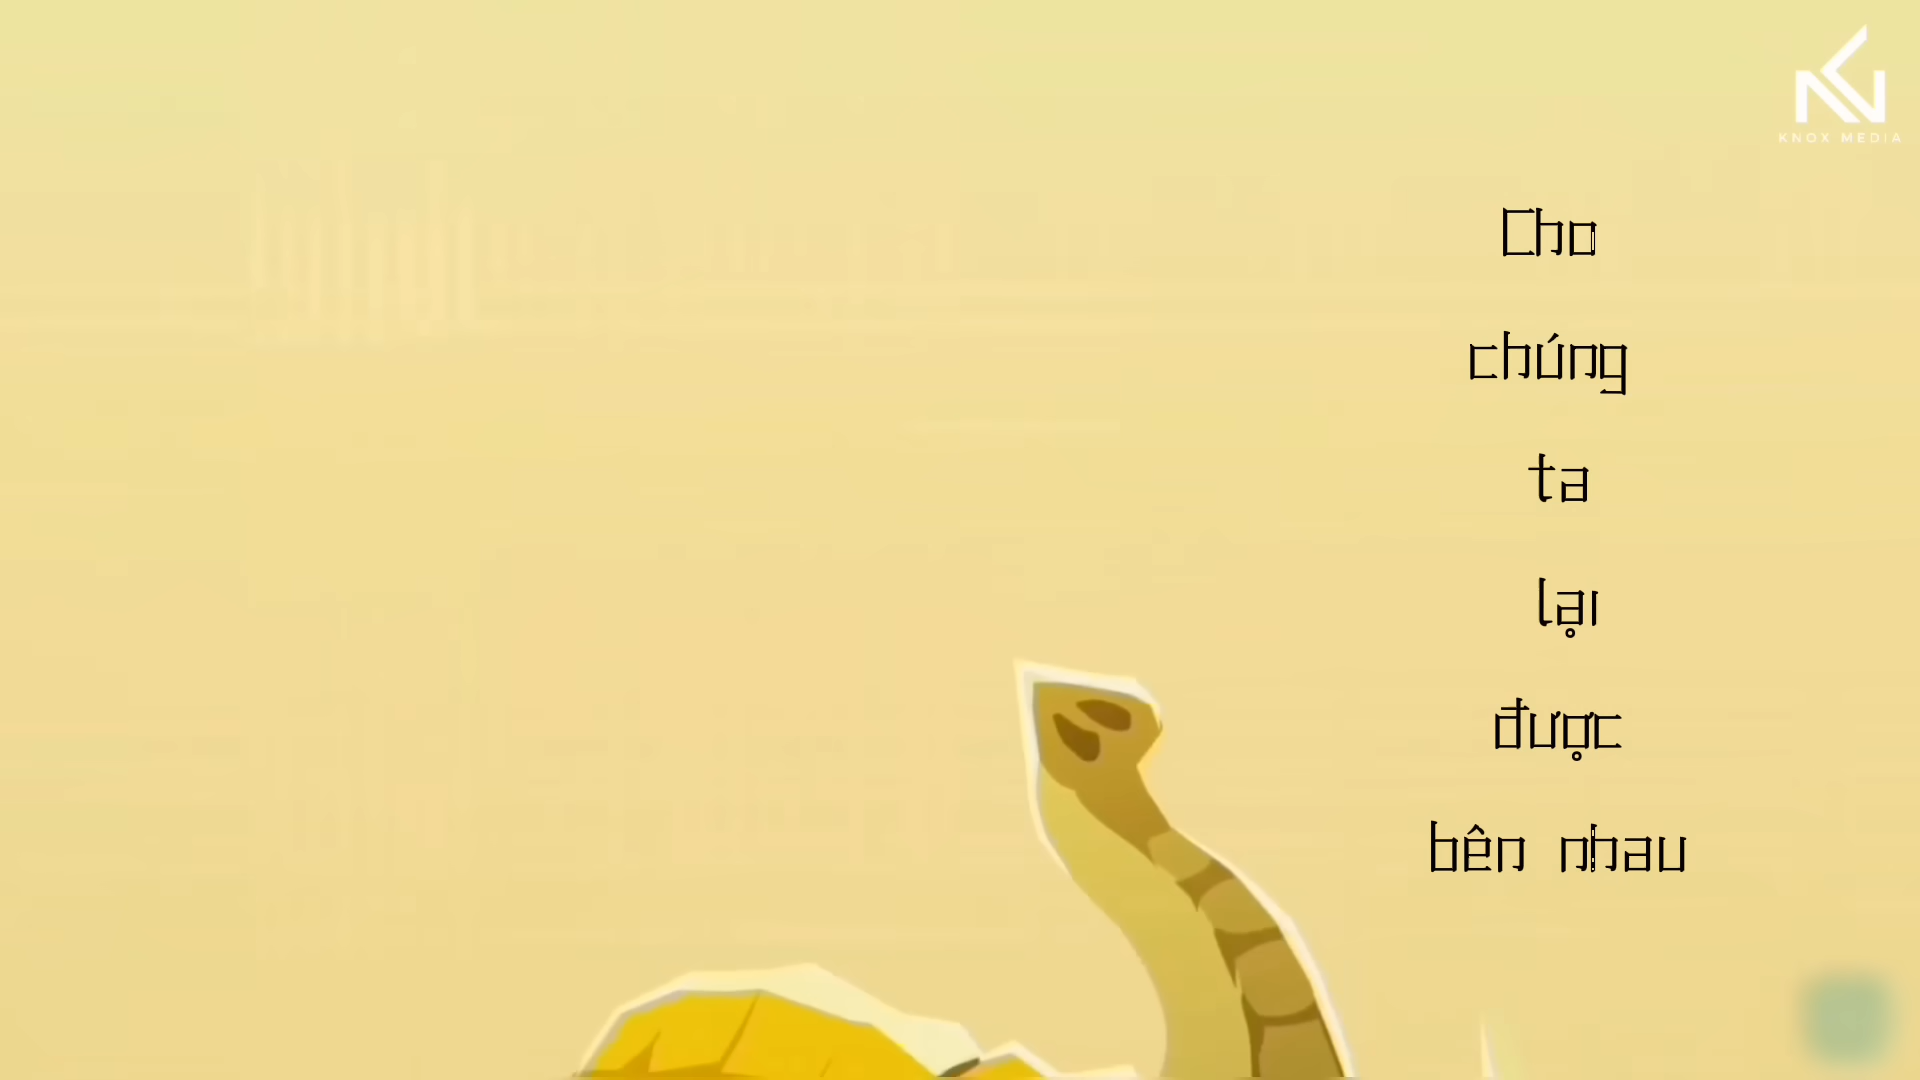 KNOX MEDIA
Cho
chúng
ta
lại
được
bên nhau